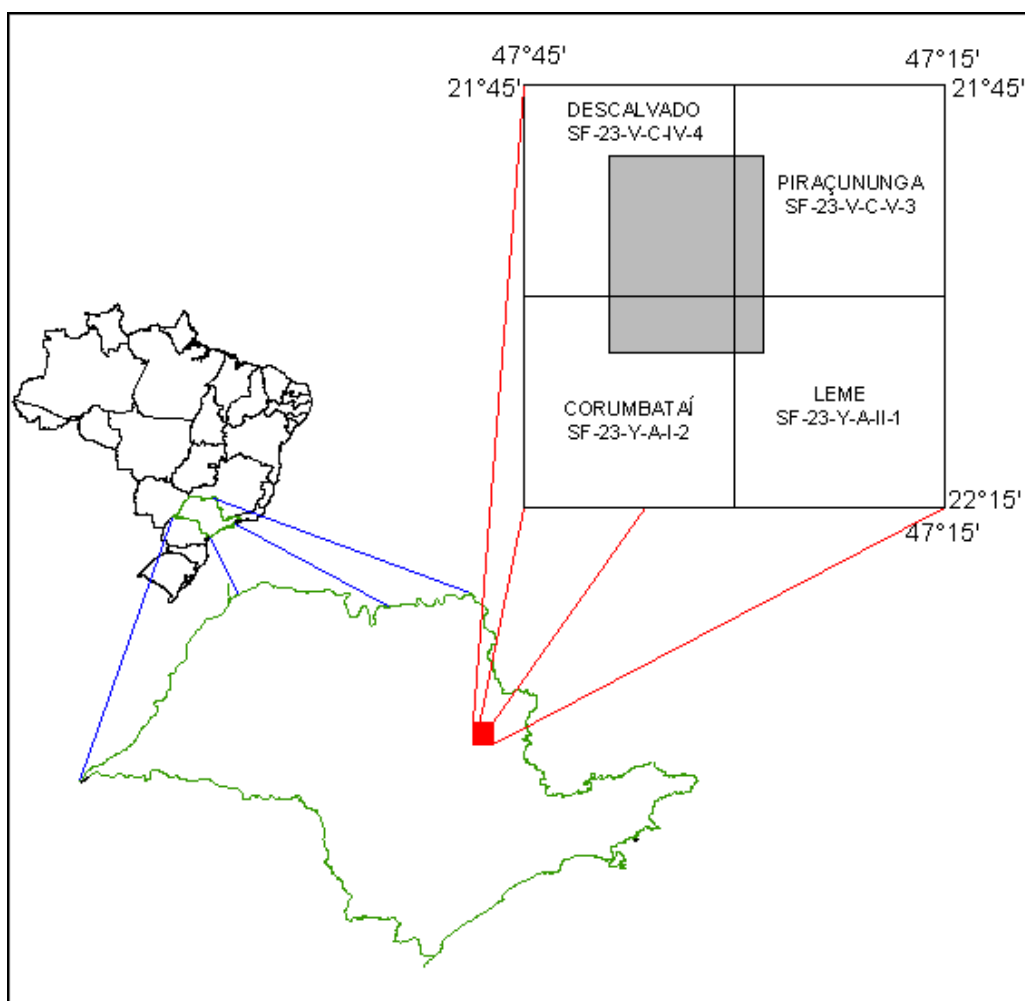 47°45'
47°15'
21°45'
21°45'
DESCALVADO
SF-23-V-C-IV-4
PIRAÇUNUNGA
SF-23-V-C-V-3
CORUMBATAÍ
SF-23-Y-A-I-2
LEME
SF-23-Y-A-II-1
22°15'
47°15'